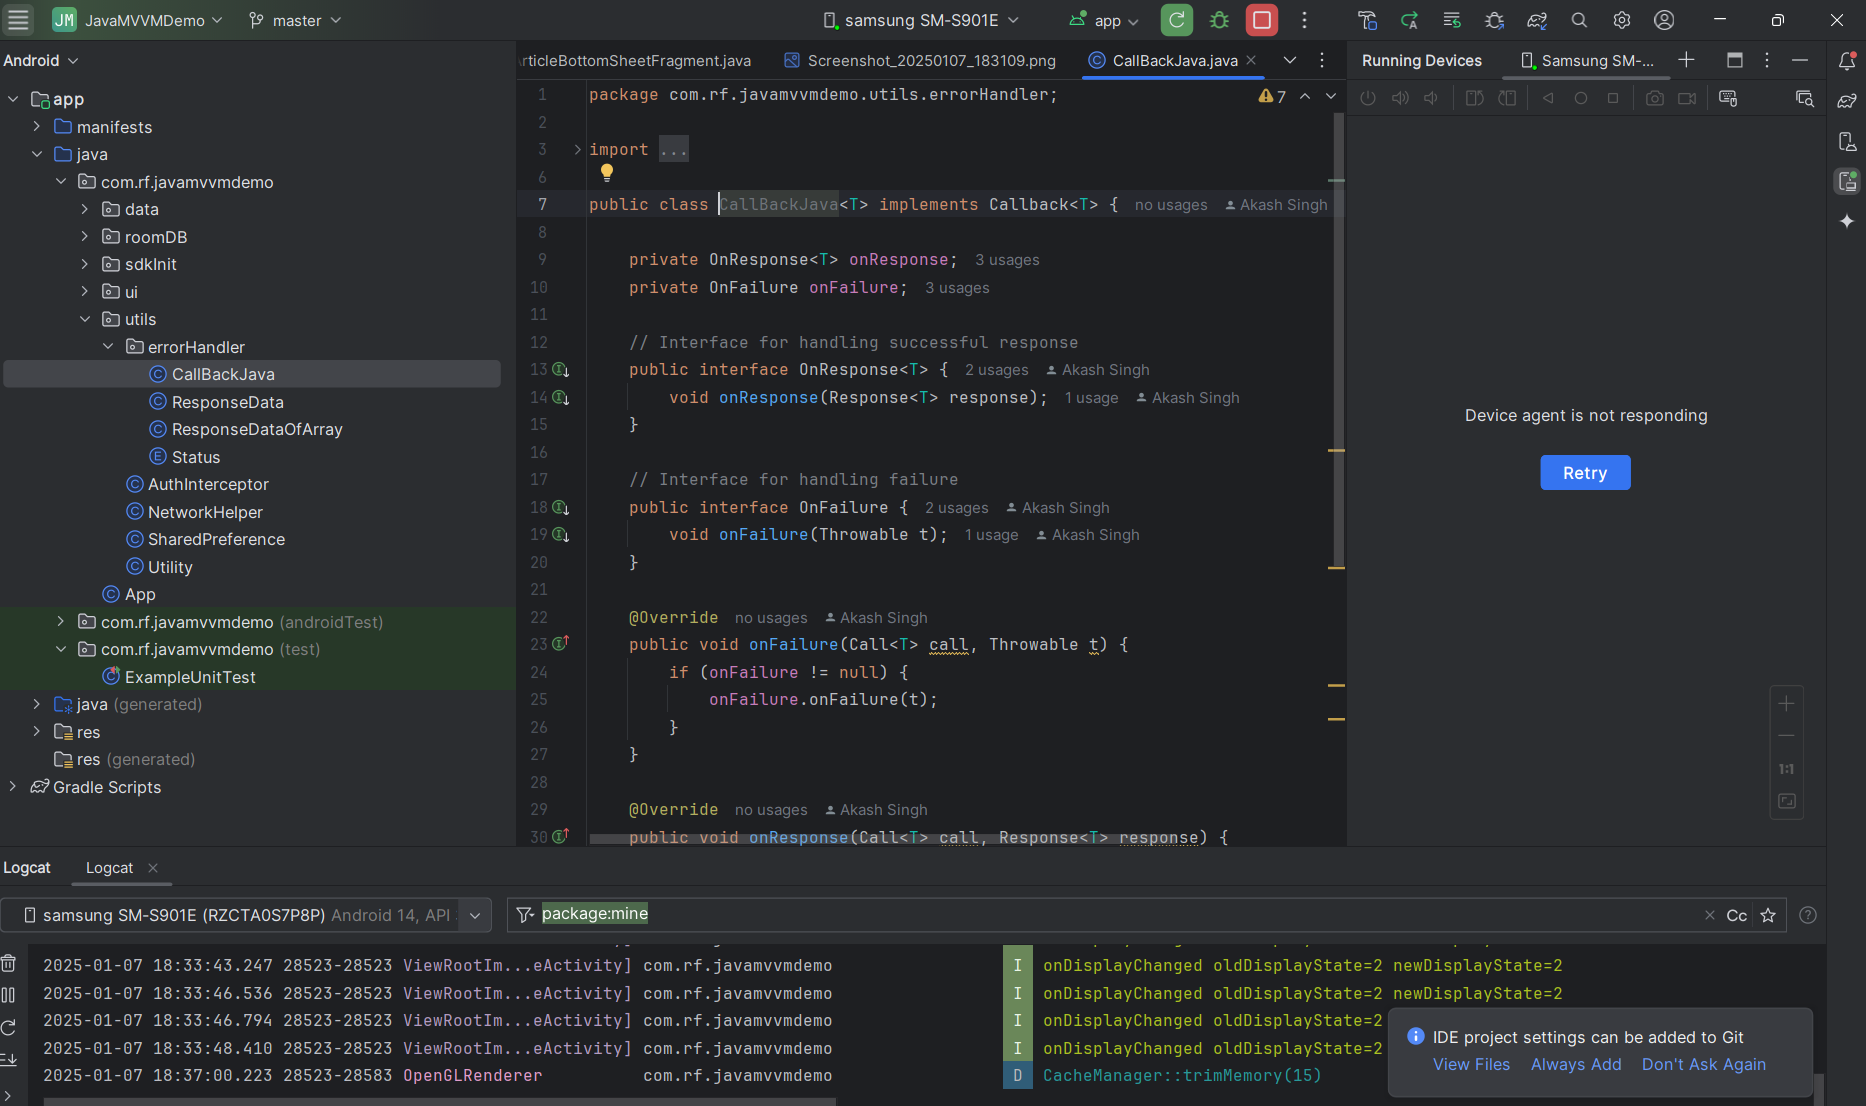 JM JavaMVVMDemo master samsung SM-S901E app
Android
app
manifests
java
com.rf.javamvvmdemo
data
roomDB
sdkInit
ui
utils
errorHandler
CallBackJava
ResponseData
ResponseDataOfArray
Status
AuthInterceptor
NetworkHelper
SharedPreference
Utility
App
com.rf.javamvvmdemo (androidTest)
com.rf.javamvvmdemo (test)
ExampleUnitTest
java (generated)
res
res (generated)
Gradle Scripts
rticleBottomSheetFragment.java Screenshot_20250107_183109.png CallBackJava.java
1 package com.rf.javamvvmdemo.utils.errorHandler; 7
2
3 import ...
6
7 public class CallBackJava<T> implements Callback<T> { no usages Akash Singh
8
9 private OnResponse<T> onResponse; 3 usages
10 private OnFailure onFailure; 3 usages
11
12 // Interface for handling successful response
13 public interface OnResponse<T> { 2 usages Akash Singh
14 void onResponse(Response<T> response); 1 usage Akash Singh
15 }
16
17 // Interface for handling failure
18 public interface OnFailure { 2 usages Akash Singh
19 void onFailure(Throwable t); 1 usage Akash Singh
20 }
21
22 @Override no usages Akash Singh
23 public void onFailure(Call<T> call, Throwable t) {
24 if (onFailure != null) {
25 onFailure.onFailure(t);
26 }
27 }
28
29 @Override no usages Akash Singh
30 public void onResponse(Call<T> call, Response<T> response) {
Running Devices Samsung SM-...
Device agent is not responding
Retry
1:1
Logcat Logcat
samsung SM-S901E (RZCTA0S7P8P) Android 14, API package:mine Cc
2025-01-07 18:33:43.247 28523-28523 ViewRootIm...eActivity] com.rf.javamvvmdemo I onDisplayChanged oldDisplayState=2 newDisplayState=2
2025-01-07 18:33:46.536 28523-28523 ViewRootIm...eActivity] com.rf.javamvvmdemo I onDisplayChanged oldDisplayState=2 newDisplayState=2
2025-01-07 18:33:46.794 28523-28523 ViewRootIm...eActivity] com.rf.javamvvmdemo I onDisplayChanged oldDisplayState=2
2025-01-07 18:33:48.410 28523-28523 ViewRootIm...eActivity] com.rf.javamvvmdemo I onDisplayChanged oldDisplayState=2
2025-01-07 18:37:00.223 28523-28583 OpenGLRenderer com.rf.javamvvmdemo D CacheManager::trimMemory(15)
IDE project settings can be added to Git
View Files Always Add Don't Ask Again